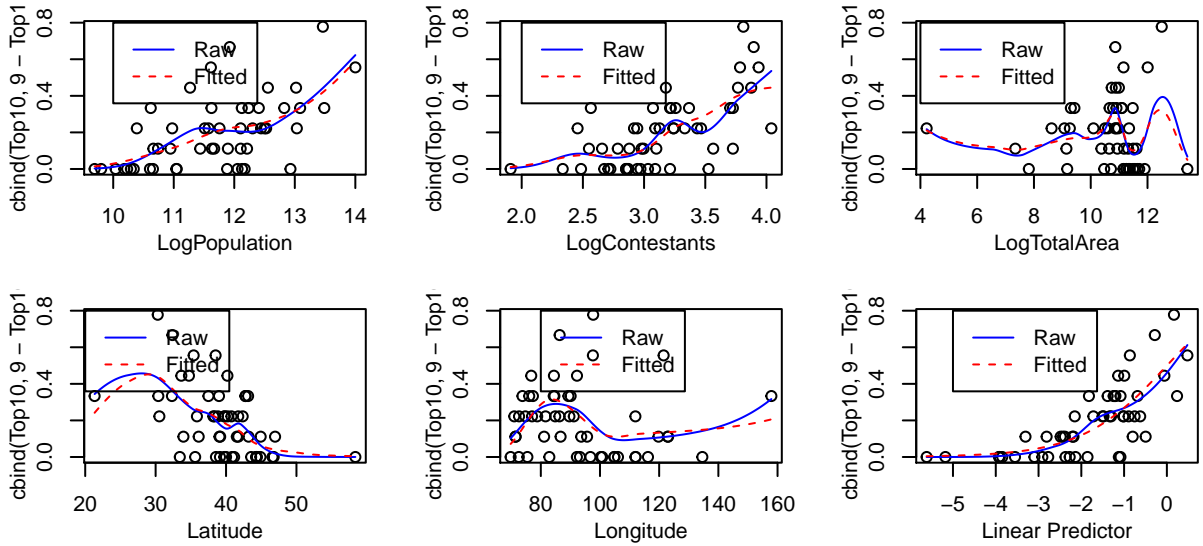 cbind(Top10, 9 − Top1
0.0 0.4 0.8
Raw
Fitted
10 11 12 13 14
LogPopulation
cbind(Top10, 9 − Top1
0.0 0.4 0.8
Raw
Fitted
2.0 2.5 3.0 3.5 4.0
LogContestants
cbind(Top10, 9 − Top1
0.0 0.4 0.8
Raw
Fitted
4 6 8 10 12
LogTotalArea
cbind(Top10, 9 − Top1
0.0 0.4 0.8
Raw
Fitted
20 30 40 50
Latitude
cbind(Top10, 9 − Top1
0.0 0.4 0.8
Raw
Fitted
80 100 120 140 160
Longitude
cbind(Top10, 9 − Top1
0.0 0.4 0.8
Raw
Fitted
−5 −4 −3 −2 −1 0
Linear Predictor